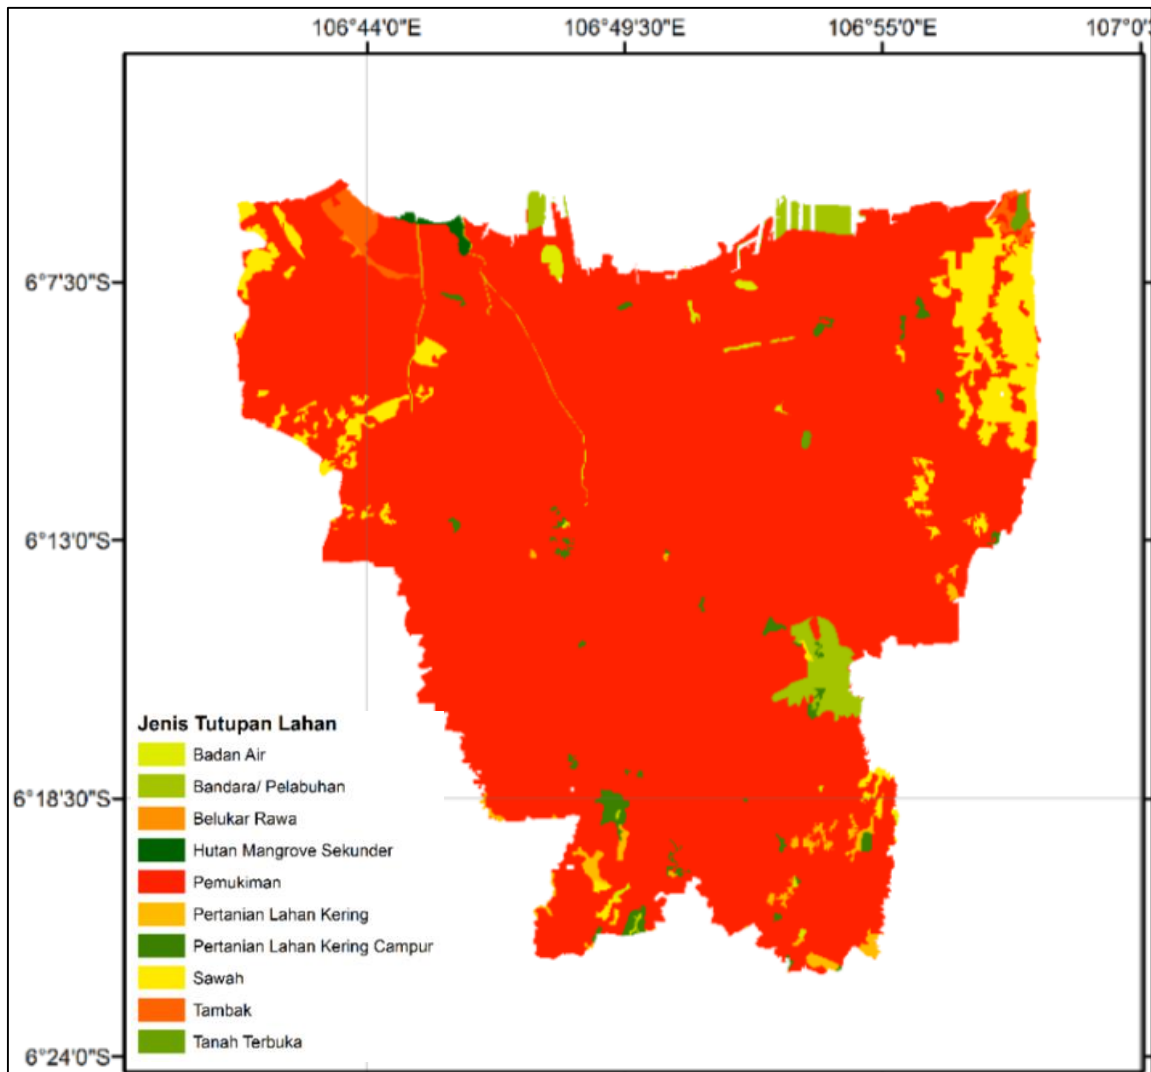 106°44'0"E
106°49'30"E
106°55'0"E
6°7'30"S
6°13'0"S
6°18'30"S
6°24'0"S
Jenis Tutupan Lahan
Badan Air
Bandara/ Pelabuhan
Belukar Rawa
Hutan Mangrove Sekunder
Pemukiman
Pertanian Lahan Kering
Pertanian Lahan Kering Campur
Sawah
Tambak
Tanah Terbuka